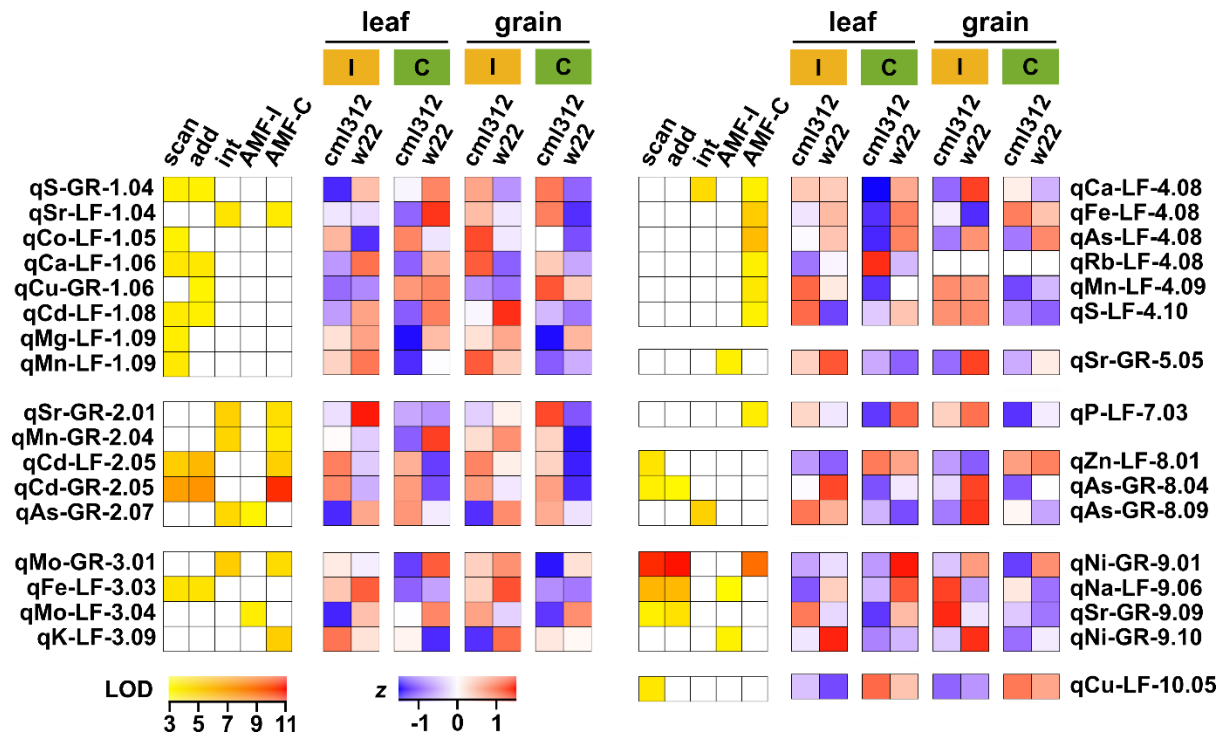 leaf grain leaf grain
I C I C I C I C
scan add int AMF-I AMF-C cml312 w22 cml312 w22 cml312 w22 cml312 w22 scan add int AMF-I AMF-C cml312 w22 cml312 w22 cml312 w22 cml312 w22
qS-GR-1.04 qCa-LF-4.08
qSr-LF-1.04 qFe-LF-4.08
qCo-LF-1.05 qAs-LF-4.08
qCa-LF-1.06 qRb-LF-4.08
qCu-GR-1.06 qMn-LF-4.09
qCd-LF-1.08 qS-LF-4.10
qMg-LF-1.09
qMn-LF-1.09 qSr-GR-5.05
qSr-GR-2.01 qP-LF-7.03
qMn-GR-2.04
qCd-LF-2.05 qZn-LF-8.01
qCd-GR-2.05 qAs-GR-8.04
qAs-GR-2.07 qAs-GR-8.09
qMo-GR-3.01 qNi-GR-9.01
qFe-LF-3.03 qNa-LF-9.06
qMo-LF-3.04 qSr-GR-9.09
qK-LF-3.09 qNi-GR-9.10
LOD z qCu-LF-10.05
3 5 7 9 11 -1 0 1